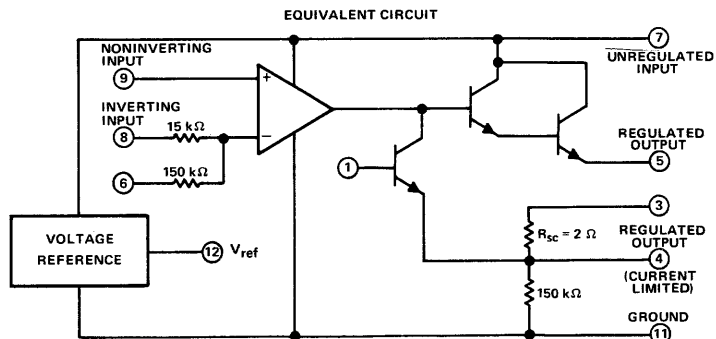 EQUIVALENT CIRCUIT
NONINVERTING
INPUT
9
+
7
UNREGULATED
INPUT
INVERTING
INPUT
8
15 kΩ
−
6
150 kΩ
1
REGULATED
OUTPUT
5
3
Rsc = 2 Ω
REGULATED
OUTPUT
4
(CURRENT
LIMITED)
VOLTAGE
REFERENCE
12 Vref
150 kΩ
GROUND
11